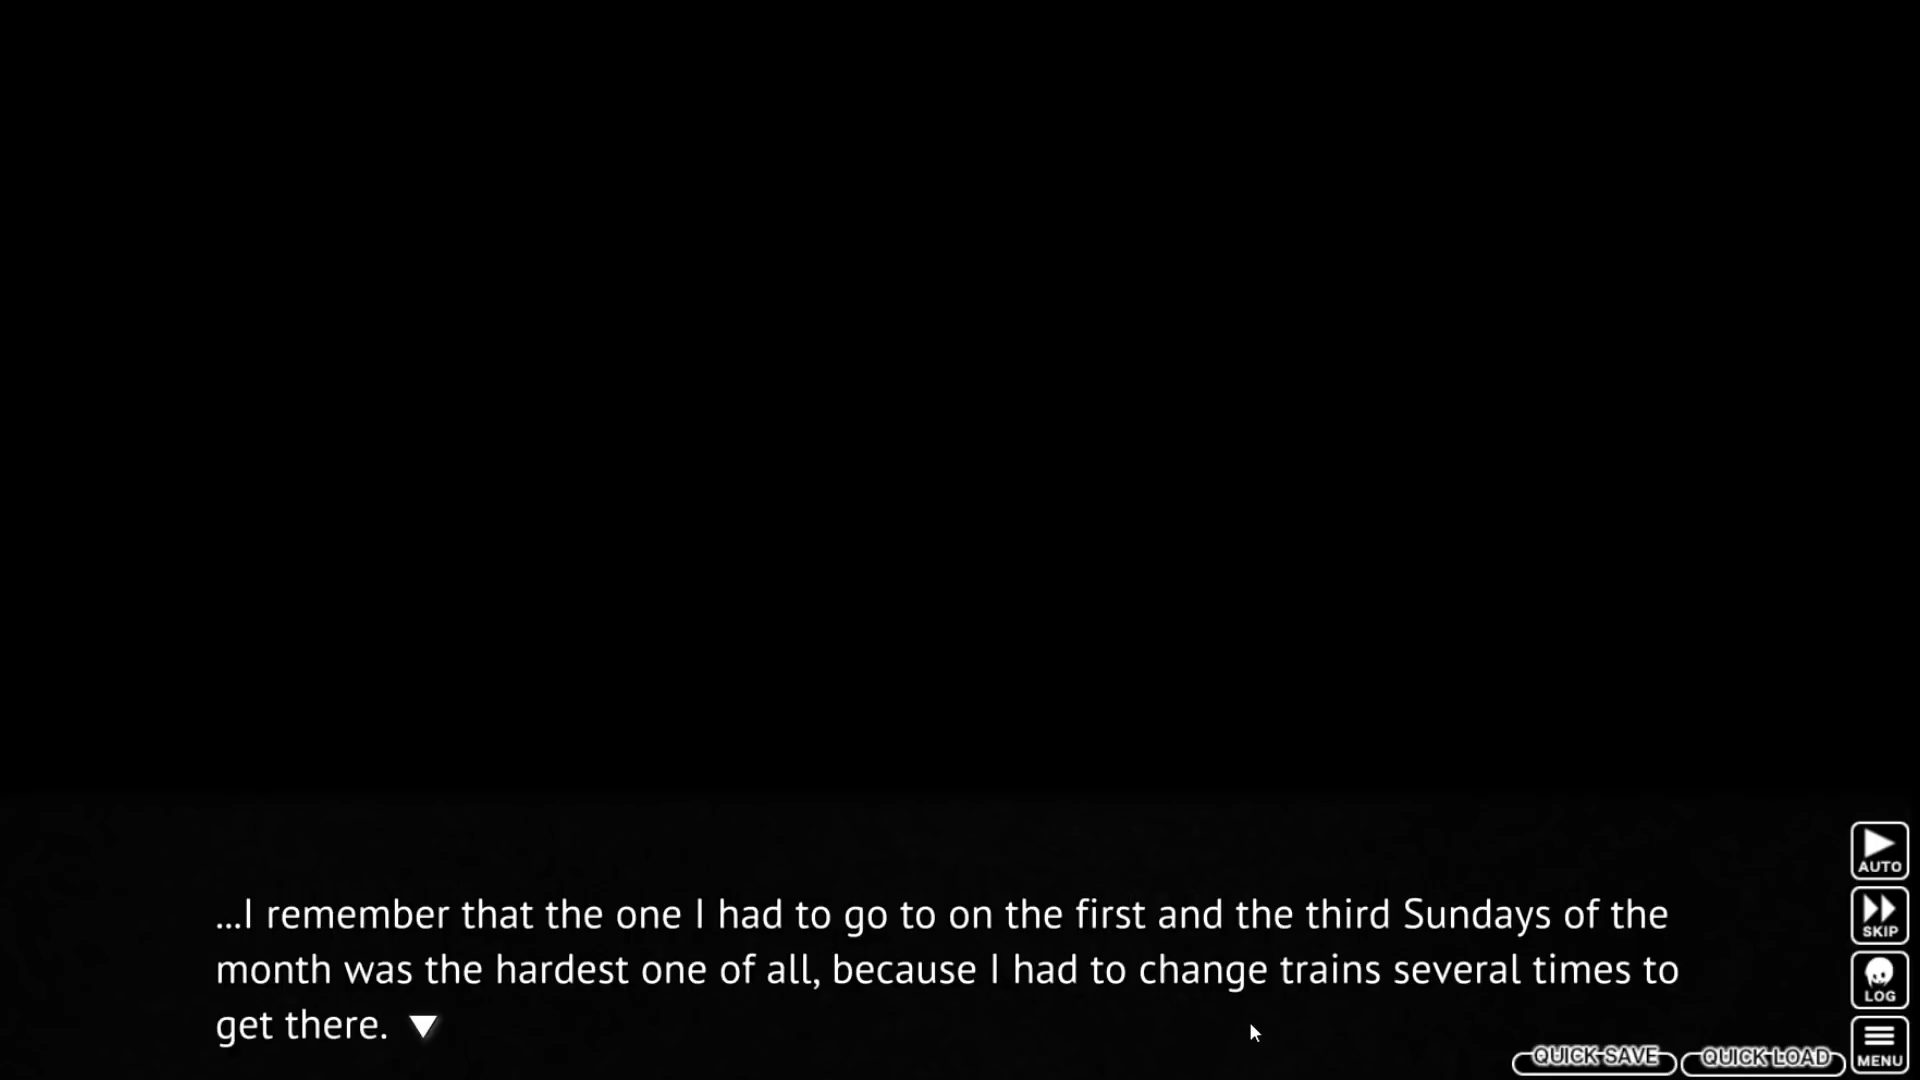 ...I remember that the one I had to go to on the first and the third Sundays of the
month was the hardest one of all, because I had to change trains several times to
get there.
AUTO
SKIP
LOG
MENU
QUICK SAVE
QUICK LOAD